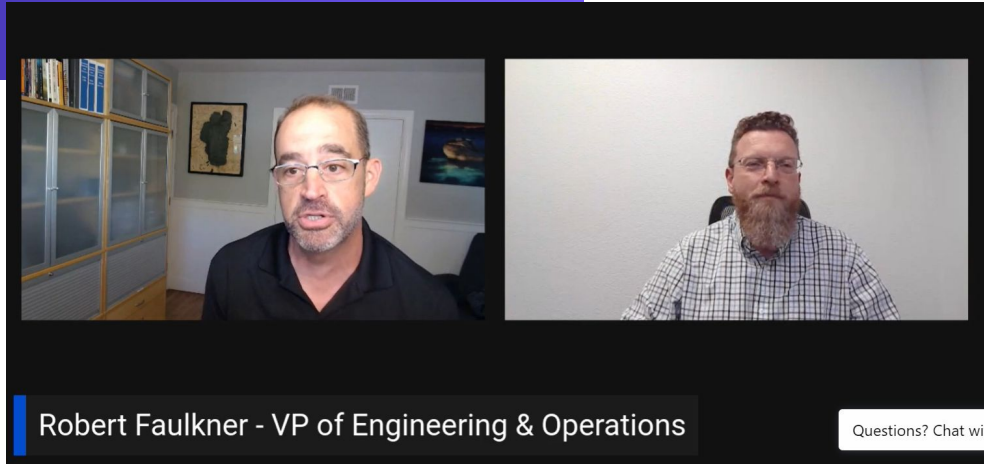 Robert Faulkner - VP of Engineering & Operations
Questions? Chat wi